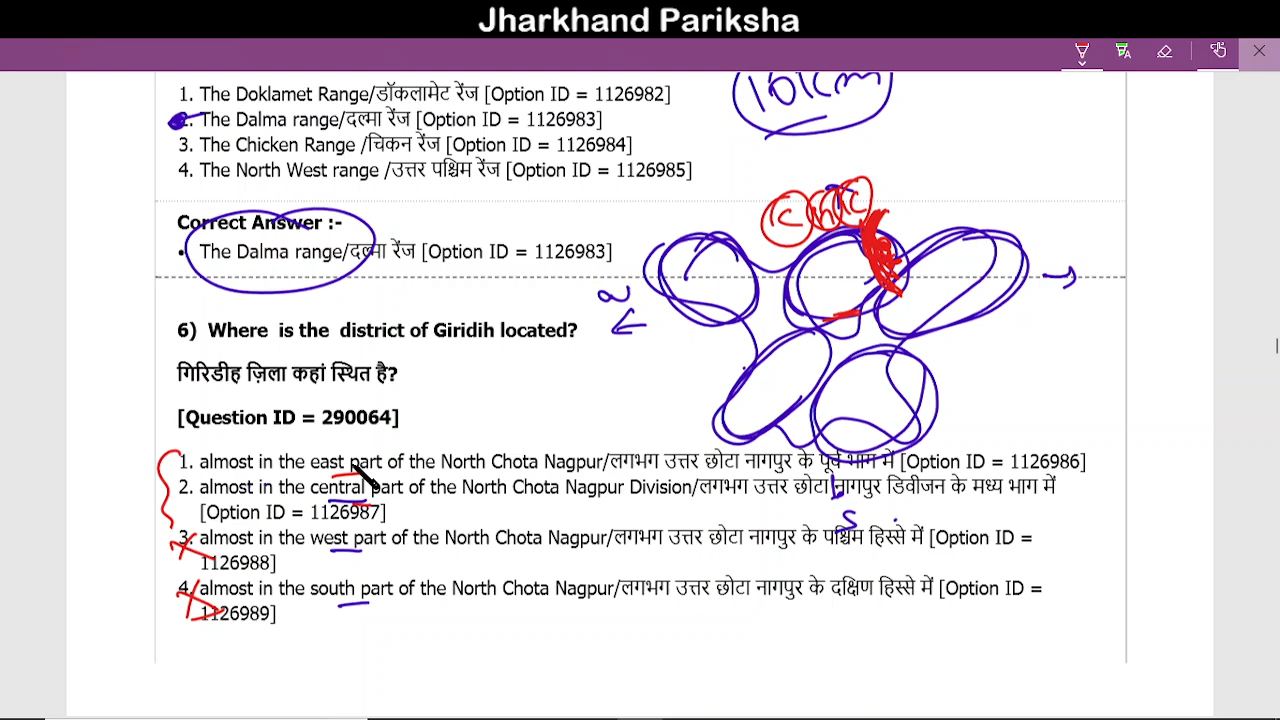 Jharkhand Pariksha
101cm
1. The Doklamet Range/डॉकलामेट रेंज [Option ID = 1126982]
2. The Dalma range/दल्मा रेंज [Option ID = 1126983]
3. The Chicken Range /चिकन रेंज [Option ID = 1126984]
4. The North West range /उत्तर पश्चिम रेंज [Option ID = 1126985]
Correct Answer :-
• The Dalma range/दल्मा रेंज [Option ID = 1126983]
6) Where is the district of Giridih located?
गिरिडीह ज़िला कहां स्थित है?
[Question ID = 290064]
1. almost in the east part of the North Chota Nagpur/लगभग उत्तर छोटा नागपुर के पूर्व भाग में [Option ID = 1126986]
2. almost in the central part of the North Chota Nagpur Division/लगभग उत्तर छोटा नागपुर डिवीजन के मध्य भाग में
[Option ID = 1126987]
3. almost in the west part of the North Chota Nagpur/लगभग उत्तर छोटा नागपुर के पश्चिम हिस्से में [Option ID =
1126988]
4. almost in the south part of the North Chota Nagpur/लगभग उत्तर छोटा नागपुर के दक्षिण हिस्से में [Option ID =
1126989]